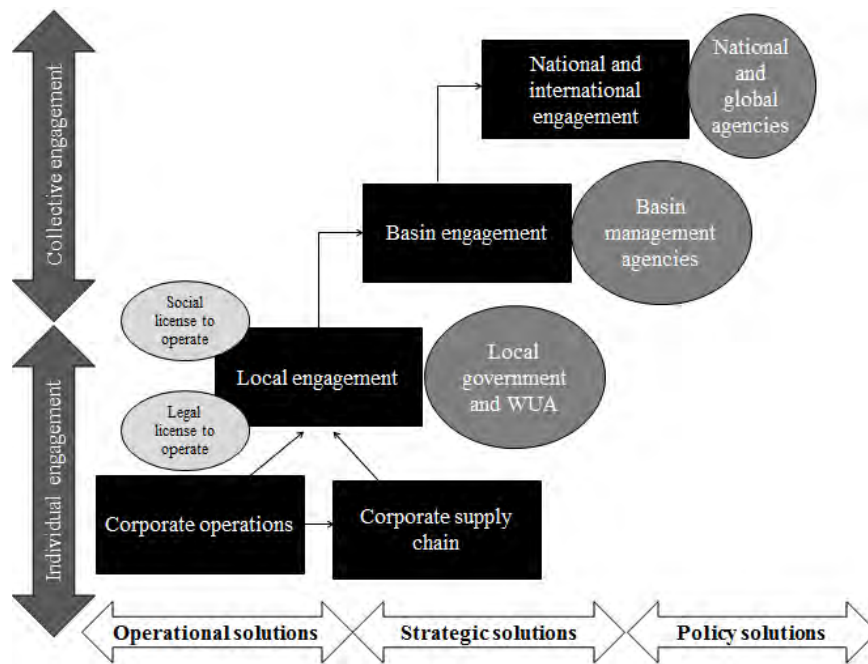 National and
international
engagement
National
and
global
agencies
Collective engagement
Basin engagement
Basin
management
agencies
Social
license to
operate
Local engagement
Local
government
and WUA
Legal
license to
operate
Individual engagement
Corporate operations
Corporate supply
chain
Operational solutions
Strategic solutions
Policy solutions